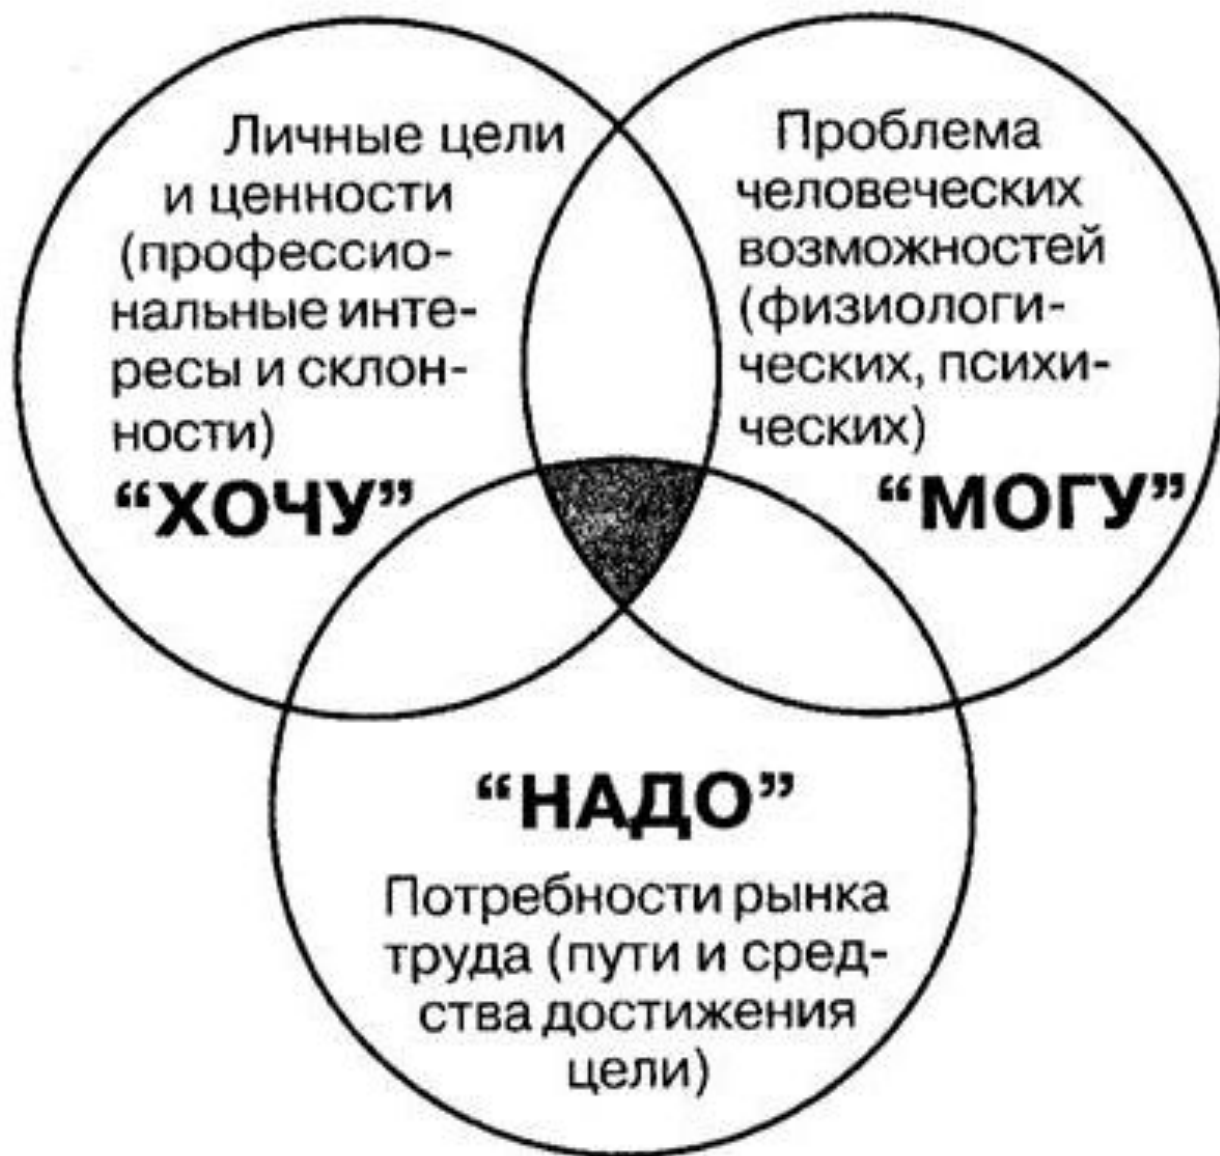 Личные цели
и ценности
(профессио-
нальные инте-
ресы и склон-
ности)
“ХОЧУ”
Проблема
человеческих
возможностей
(физиологи-
ческих, психи-
ческих)
“МОГУ”
“НАДО”
Потребности рынка
труда (пути и сред-
ства достижения
цели)